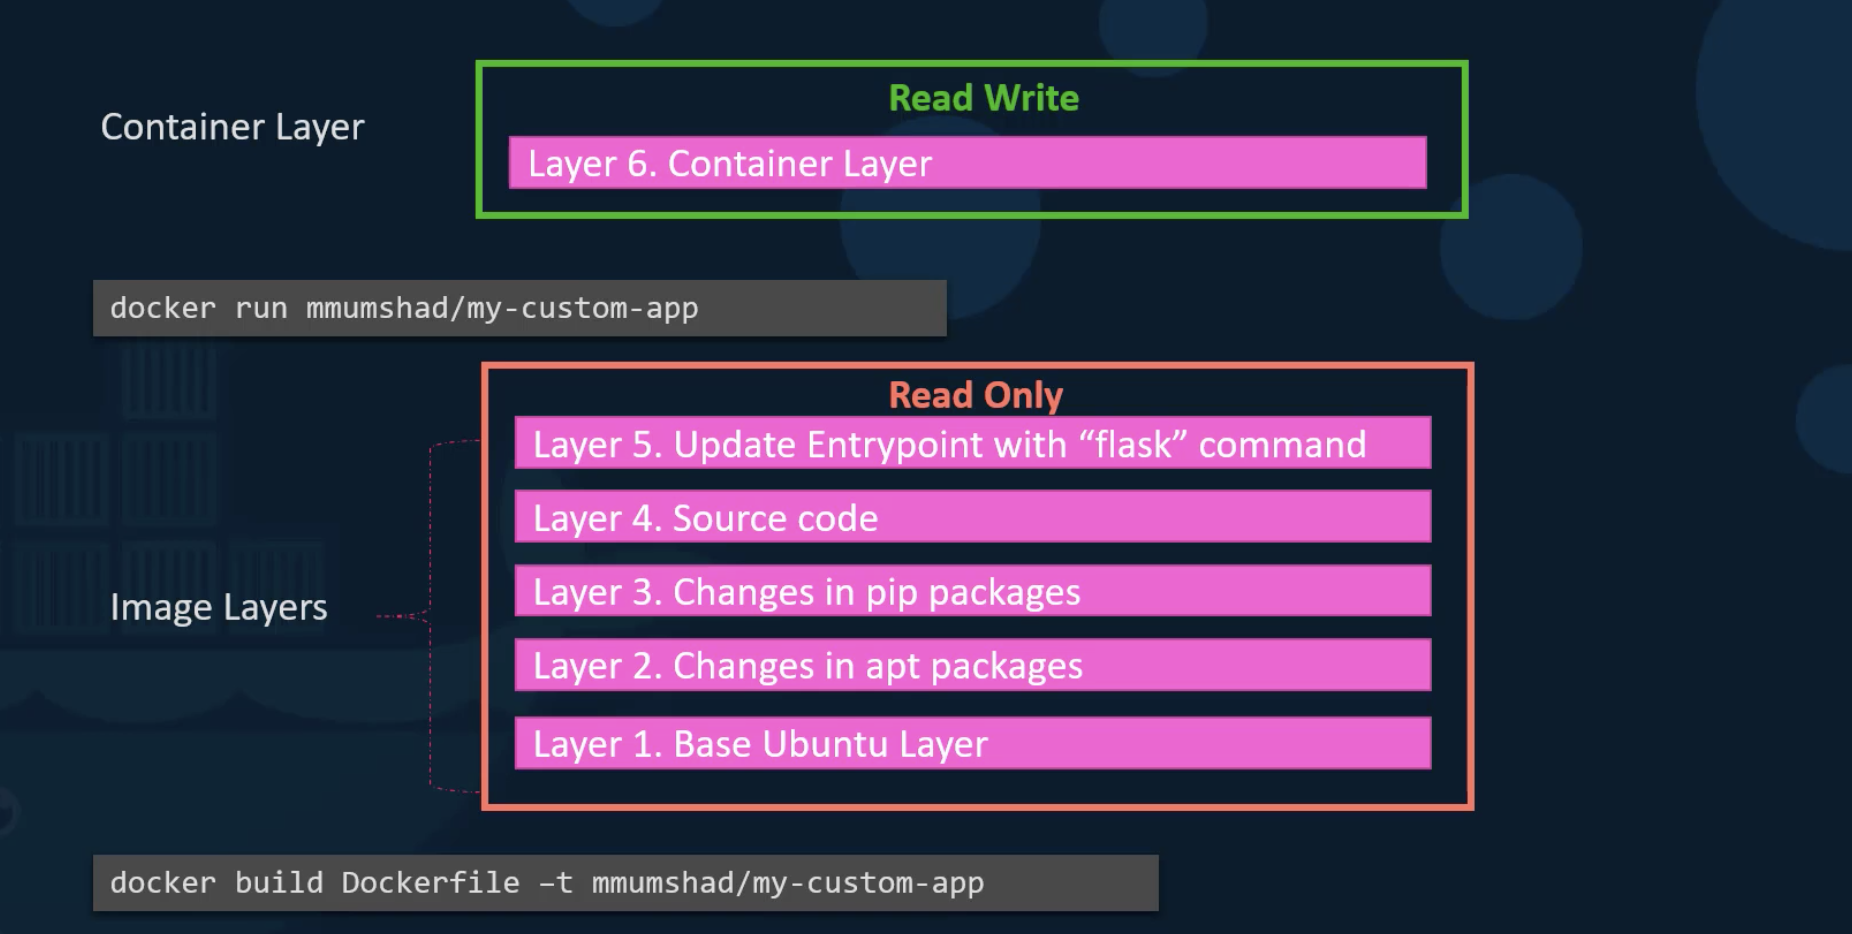 Read Write
Container Layer
Layer 6. Container Layer
docker run mmumshad/my-custom-app
Read Only
Layer 5. Update Entrypoint with “flask” command
Layer 4. Source code
Layer 3. Changes in pip packages
Image Layers
Layer 2. Changes in apt packages
Layer 1. Base Ubuntu Layer
docker build Dockerfile –t mmumshad/my-custom-app